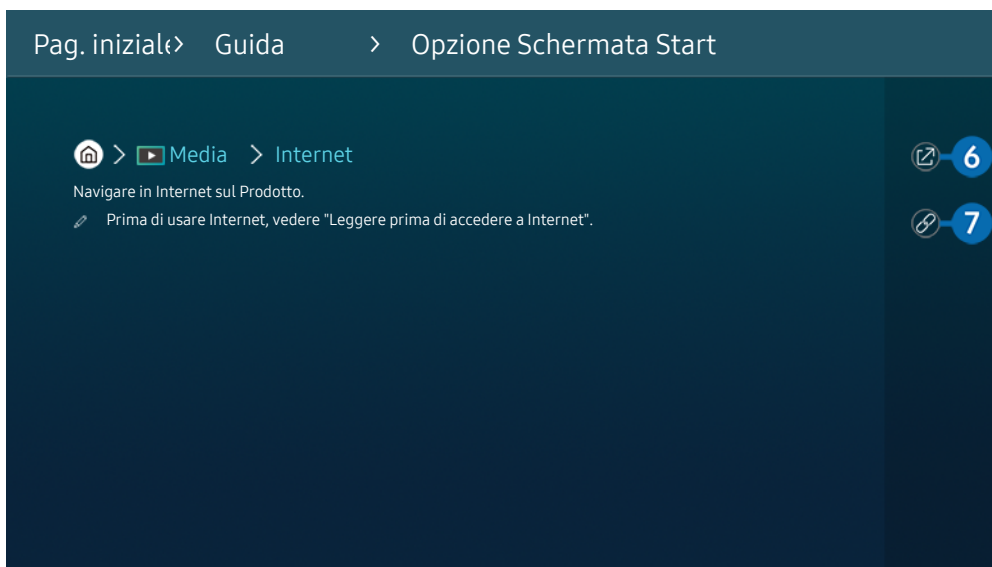 Pag. iniziale > Guida > Opzione Schermata Start
> Media > Internet
6
Navigare in Internet sul Prodotto.
Prima di usare Internet, vedere "Leggere prima di accedere a Internet".
7